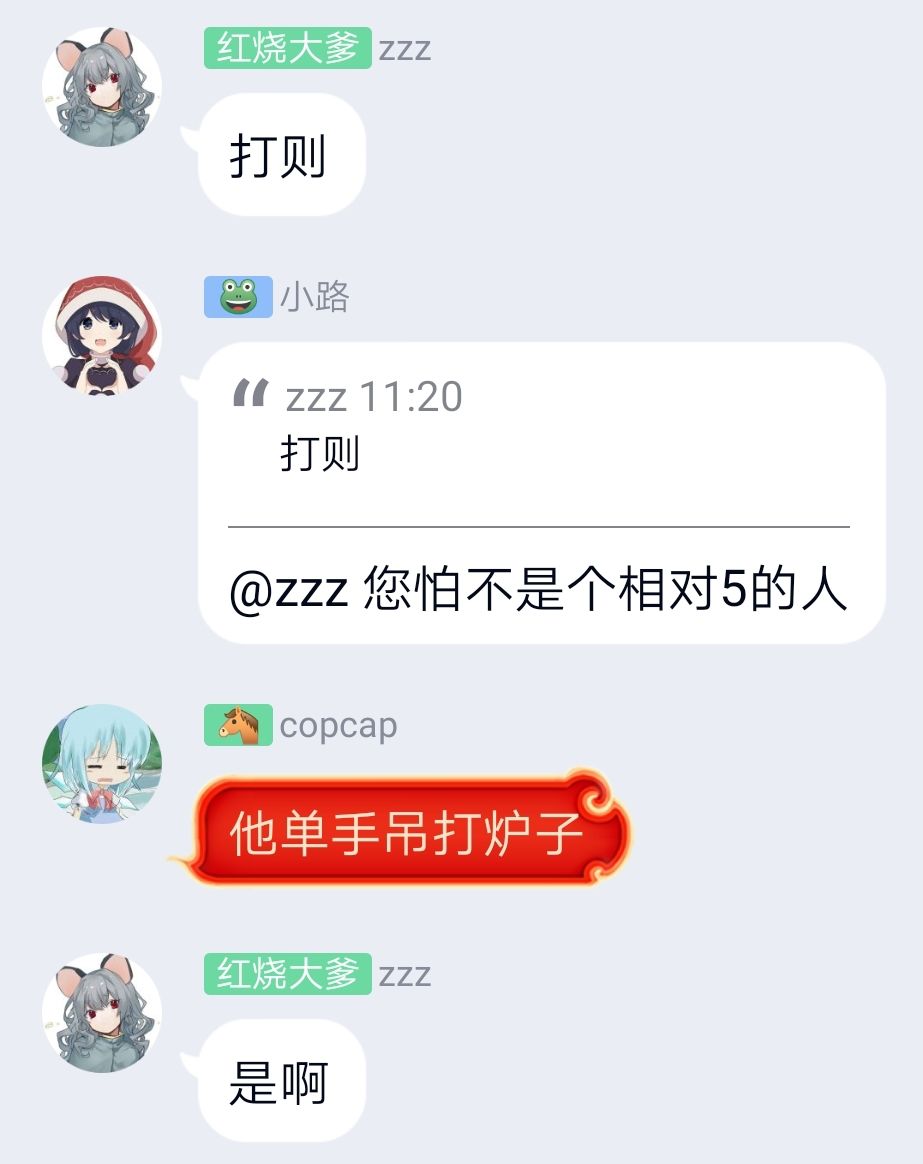 红烧大爹 zzz
打则
小路
zzz 11:20
打则
@zzz 您怕不是个相对5的人
copcap
他单手吊打炉子
红烧大爹 zzz
是啊